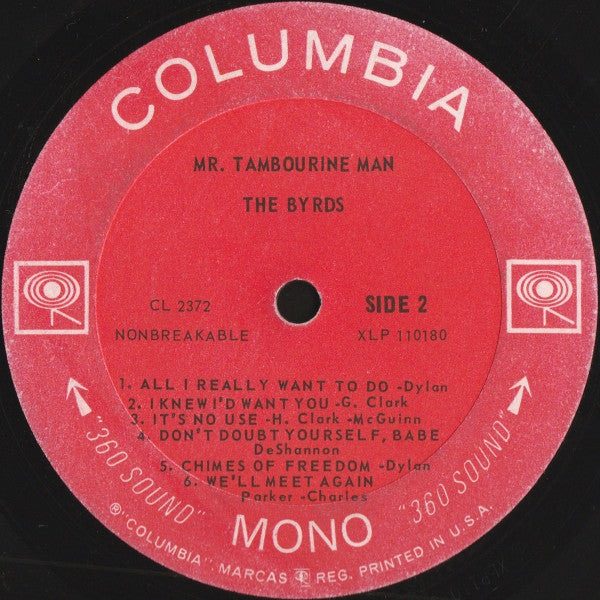 COLUMBIA
MR. TAMBOURINE MAN
THE BYRDS
CL 2372
SIDE 2
NONBREAKABLE
XLP 110180
1. ALL I REALLY WANT TO DO -Dylan
2. I KNEW I'D WANT YOU -G. Clark
3. IT'S NO USE -H. Clark -McGuinn
4. DON'T DOUBT YOURSELF, BABE
DeShannon
5. CHIMES OF FREEDOM -Dylan
6. WE'LL MEET AGAIN
Parker -Charles
"360 SOUND"
MONO
"360 SOUND"
® "COLUMBIA". MARCAS REG. PRINTED IN U.S.A.